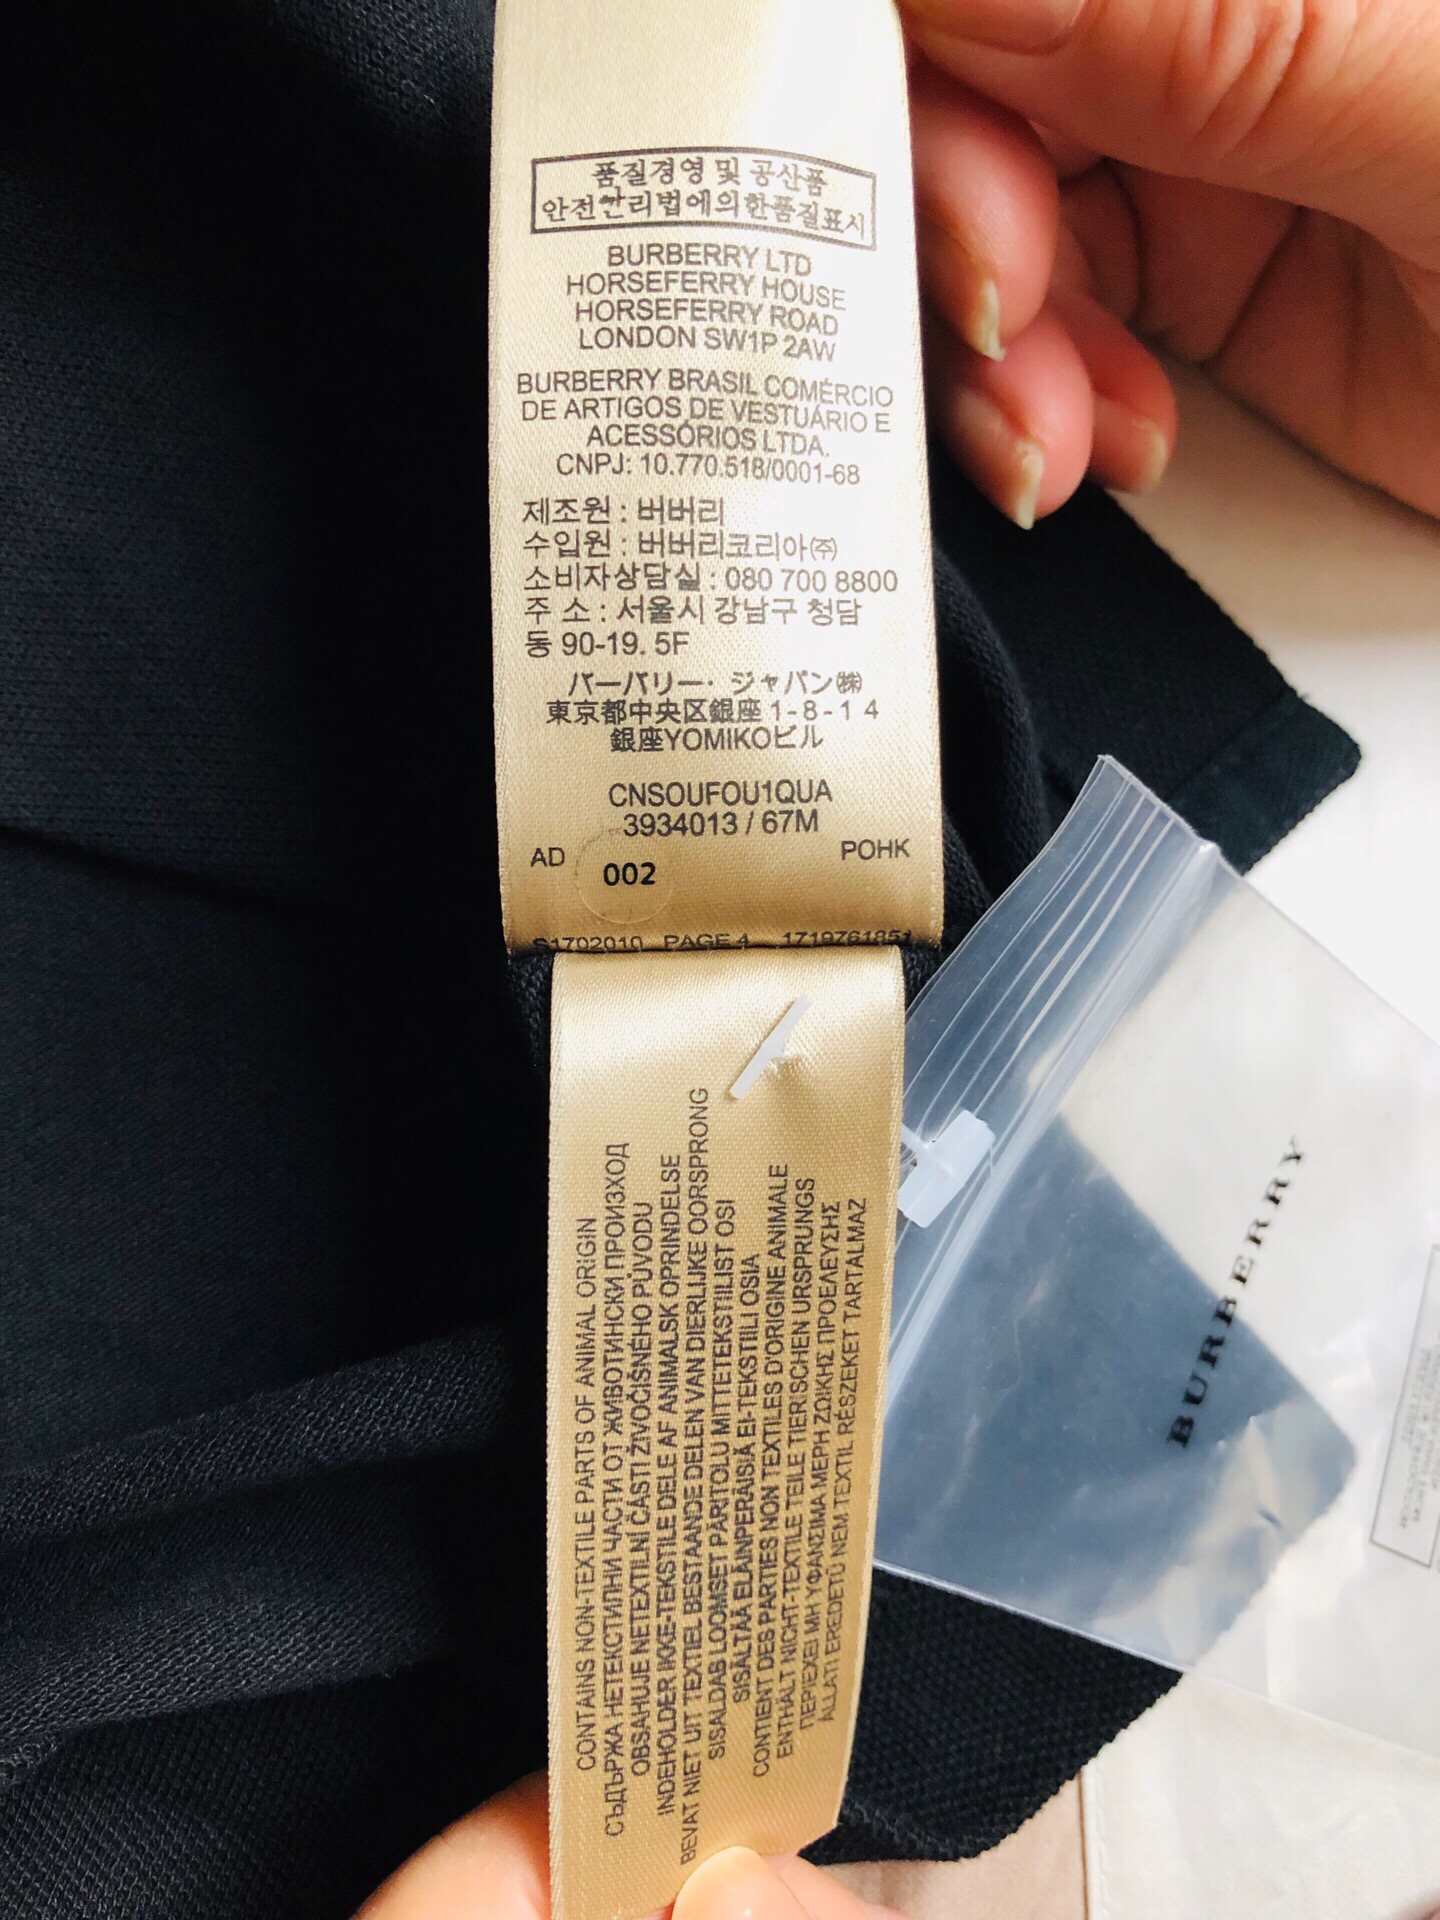 품질경영 및 공산품
안전관리법에의한품질표시
BURBERRY LTD
HORSEFERRY HOUSE
HORSEFERRY ROAD
LONDON SW1P 2AW
BURBERRY BRASIL COMÉRCIO
DE ARTIGOS DE VESTUÁRIO E
ACESSÓRIOS LTDA.
CNPJ: 10.770.518/0001-68
제조원 : 버버리
수입원 : 버버리코리아㈜
소비자상담실 : 080 700 8800
주 소 : 서울시 강남구 청담
동 90-19. 5F
バーバリー・ジャパン㈱
東京都中央区銀座 1-8-14
銀座YOMIKOビル
CNSOUFOU1QUA
3934013 / 67M
AD 002 POHK
S1702010 PAGE 4 1719761851
CONTAINS NON-TEXTILE PARTS OF ANIMAL ORIGIN
СЪДЪРЖА НЕТЕКСТИЛНИ ЧАСТИ ОТ ЖИВОТИНСКИ ПРОИЗХОД
OBSAHUJE NETEXTILNÍ ČÁSTI ŽIVOČIŠNÉHO PŮVODU
INDEHOLDER IKKE-TEKSTILE DELE AF ANIMALSK OPRINDELSE
BEVAT NIET UIT TEXTIEL BESTAANDE DELEN VAN DIERLIJKE OORSPRONG
SISALDAB LOOMSET PÄRITOLU MITTETEKSTIILIST OSI
SISÄLTÄÄ ELÄINPERÄISIÄ EI-TEKSTIILI OSIA
CONTIENT DES PARTIES NON TEXTILES D'ORIGINE ANIMALE
ENTHÄLT NICHT-TEXTILE TEILE TIERISCHEN URSPRUNGS
ΠΕΡΙΕΧΕΙ ΜΗ ΥΦΑΝΣΙΜΑ ΜΕΡΗ ΖΩΙΚΗΣ ΠΡΟΕΛΕΥΣΗΣ
ÁLLATI EREDETŰ NEM TEXTIL RÉSZEKET TARTALMAZ
BURBERRY